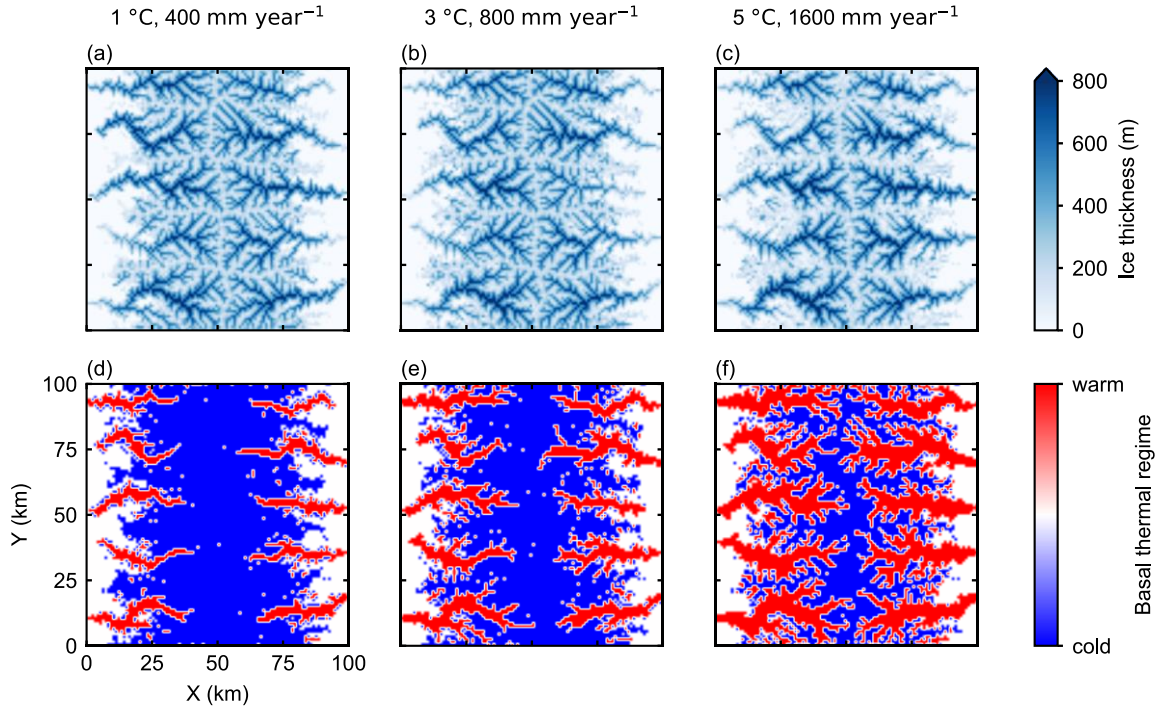 1 °C, 400 mm year⁻¹
3 °C, 800 mm year⁻¹
5 °C, 1600 mm year⁻¹
(a)
(b)
(c)
800
600
400
200
0
Ice thickness (m)
(d)
(e)
(f)
100
75
50
25
0
Y (km)
0 25 50 75 100
X (km)
warm
cold
Basal thermal regime